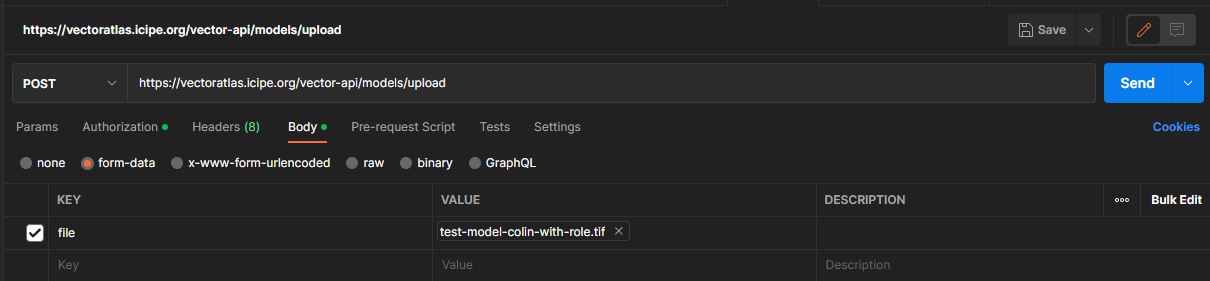 https://vectoratlas.icipe.org/vector-api/models/upload
Save
POST
https://vectoratlas.icipe.org/vector-api/models/upload
Send
Params Authorization Headers (8) Body Pre-request Script Tests Settings Cookies
none form-data x-www-form-urlencoded raw binary GraphQL
KEY VALUE DESCRIPTION ooo Bulk Edit
file test-model-colin-with-role.tif ×
Key Value Description